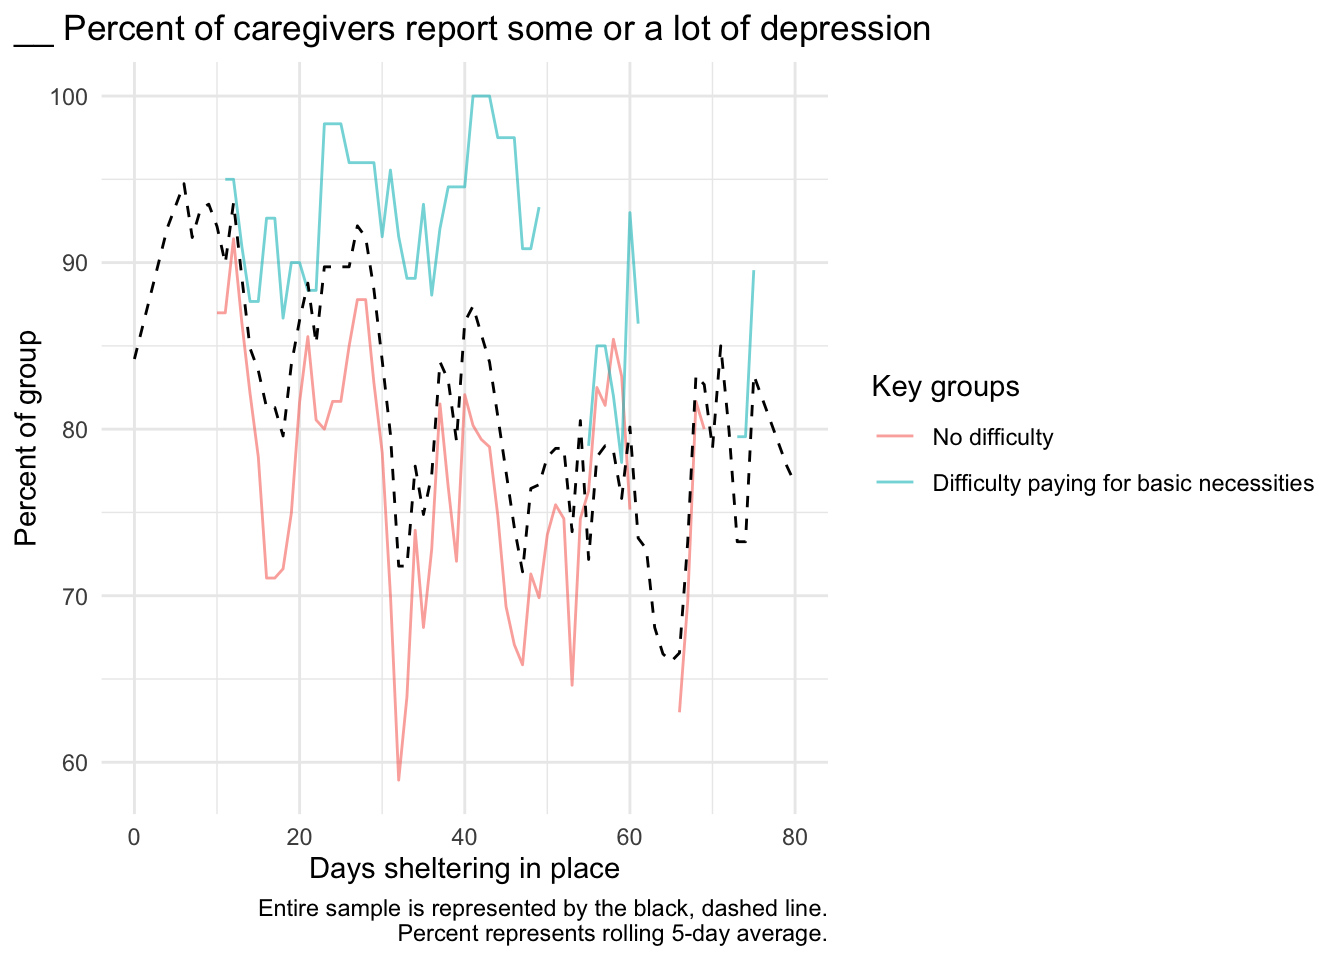 __ Percent of caregivers report some or a lot of depression
100
90
80
70
60
Percent of group
0 20 40 60 80
Days sheltering in place
Key groups
No difficulty
Difficulty paying for basic necessities
Entire sample is represented by the black, dashed line.
Percent represents rolling 5-day average.